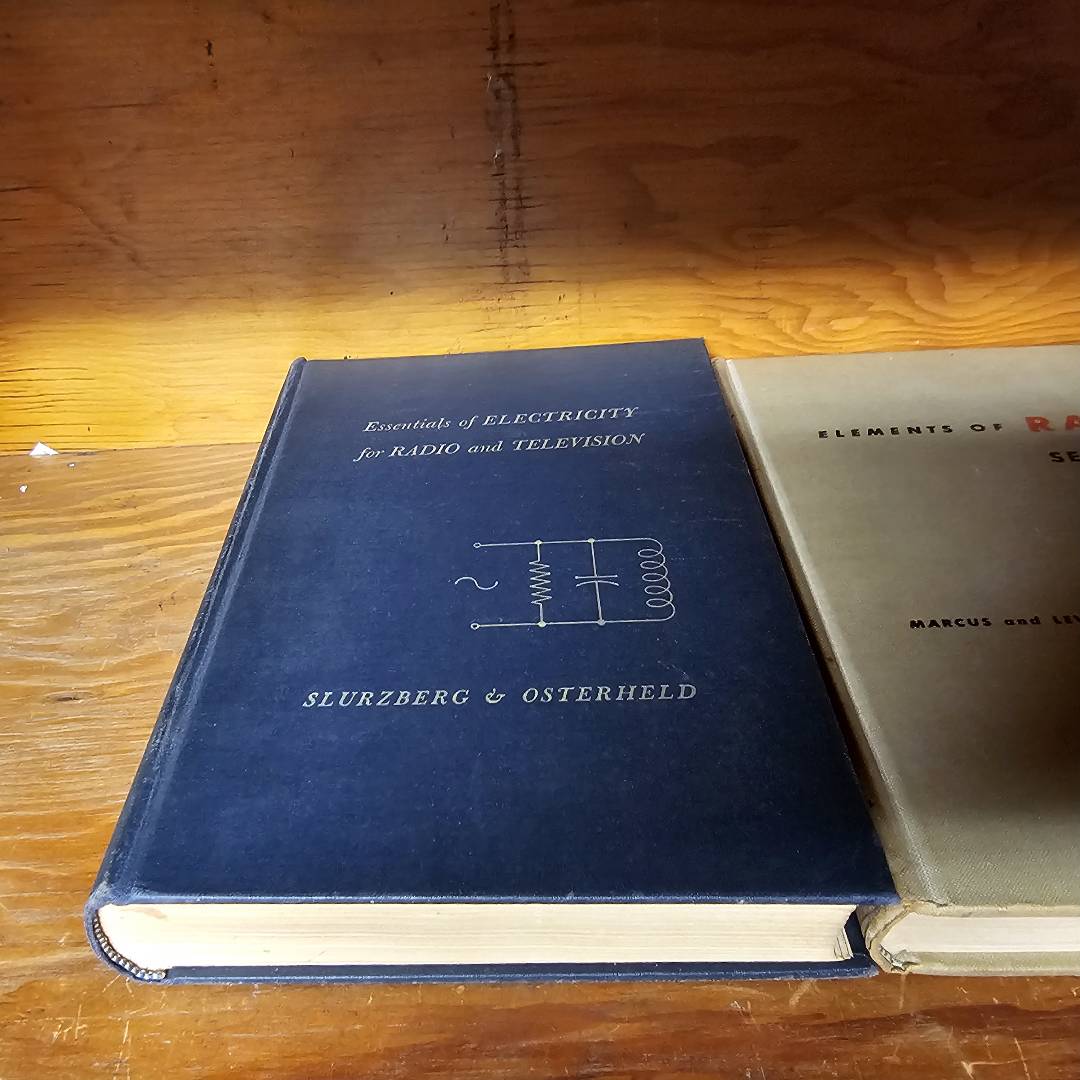 Essentials of ELECTRICITY
for RADIO and TELEVISION
SLURZBERG & OSTERHELD
ELEMENTS OF
MARCUS and